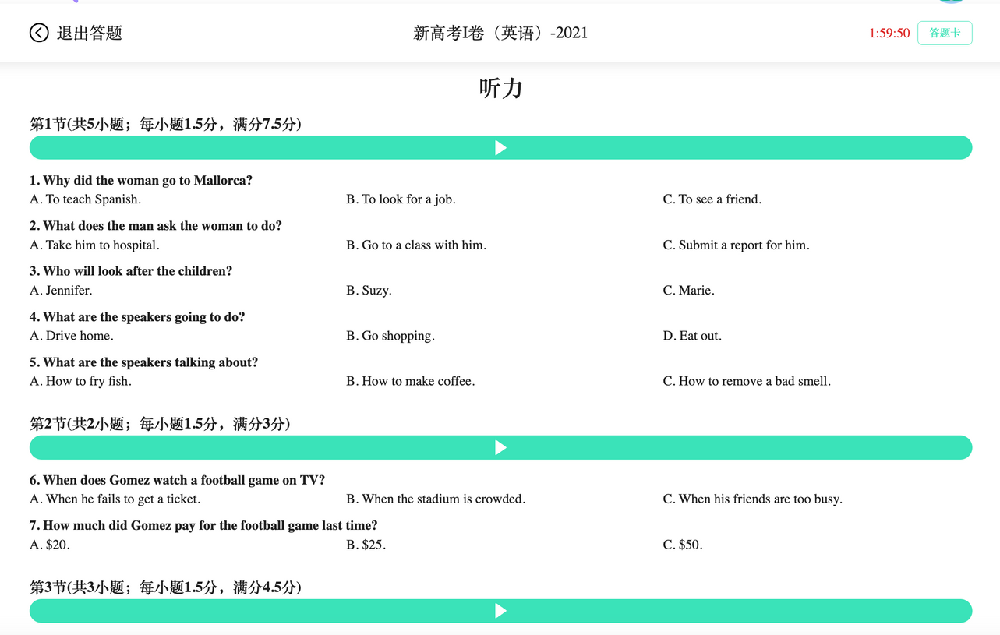 退出答题 新高考I卷（英语）-2021 1:59:50 答题卡
听力
第1节(共5小题；每小题1.5分，满分7.5分)
1. Why did the woman go to Mallorca?
A. To teach Spanish. B. To look for a job. C. To see a friend.
2. What does the man ask the woman to do?
A. Take him to hospital. B. Go to a class with him. C. Submit a report for him.
3. Who will look after the children?
A. Jennifer. B. Suzy. C. Marie.
4. What are the speakers going to do?
A. Drive home. B. Go shopping. D. Eat out.
5. What are the speakers talking about?
A. How to fry fish. B. How to make coffee. C. How to remove a bad smell.
第2节(共2小题；每小题1.5分，满分3分)
6. When does Gomez watch a football game on TV?
A. When he fails to get a ticket. B. When the stadium is crowded. C. When his friends are too busy.
7. How much did Gomez pay for the football game last time?
A. $20. B. $25. C. $50.
第3节(共3小题；每小题1.5分，满分4.5分)